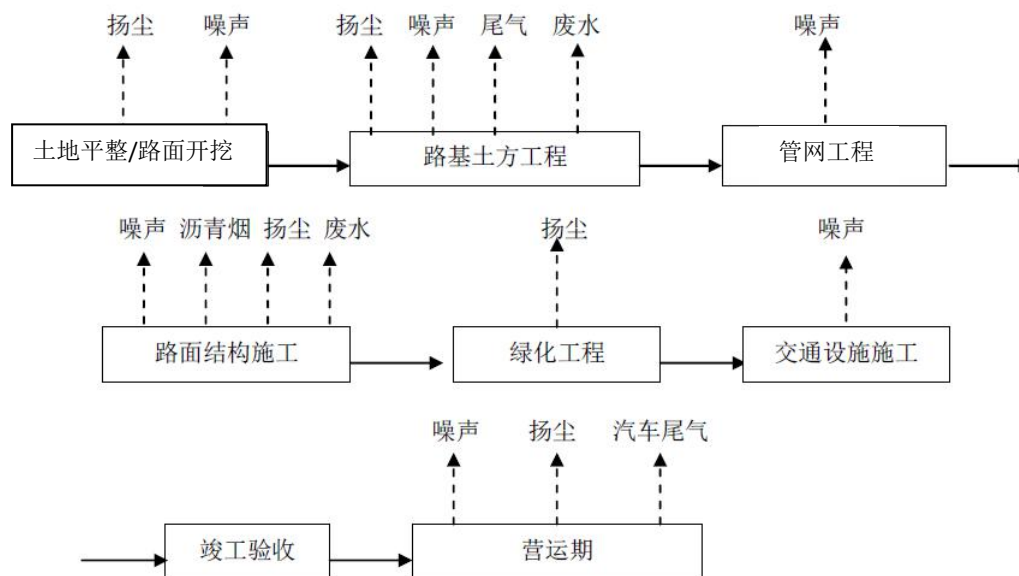 扬尘 噪声 扬尘 噪声 尾气 废水 噪声
土地平整/路面开挖 路基土方工程 管网工程
噪声 沥青烟 扬尘 废水 扬尘 噪声
路面结构施工 绿化工程 交通设施施工
噪声 扬尘 汽车尾气
竣工验收 营运期